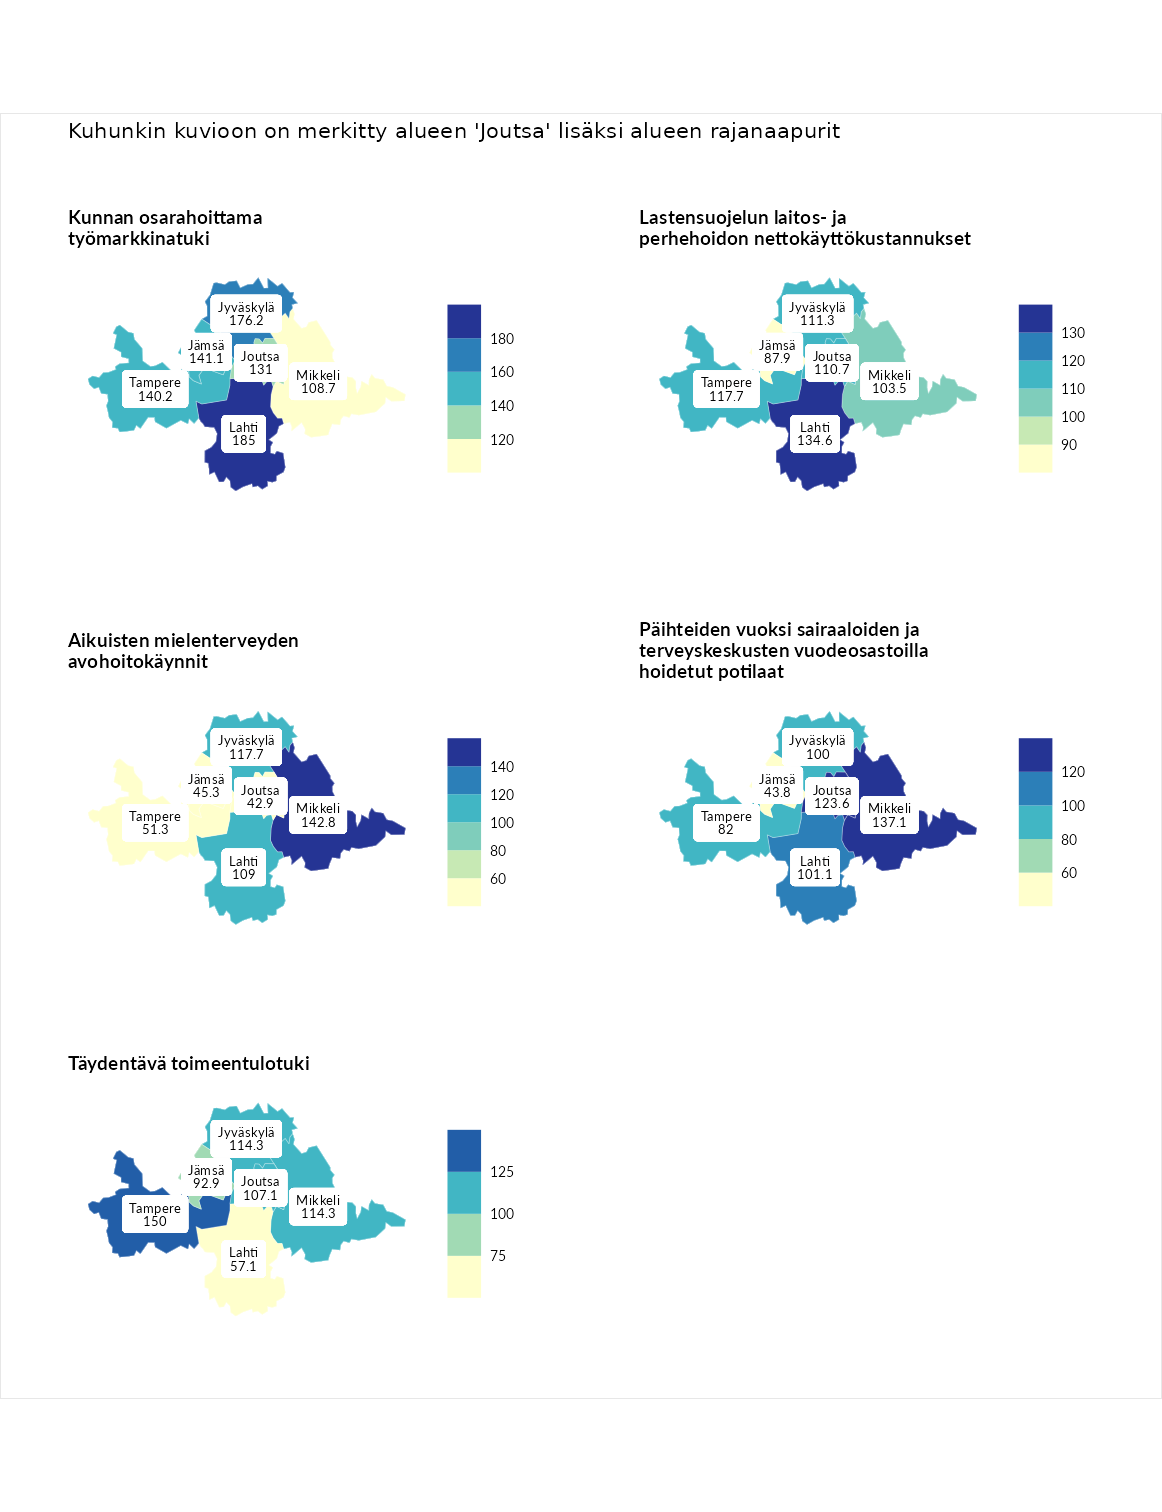 Kuhunkin kuvioon on merkitty alueen 'Joutsa' lisäksi alueen rajanaapurit
Kunnan osarahoittama
työmarkkinatuki
Jyväskylä
176.2
Jämsä
141.1
Joutsa
131
Mikkeli
108.7
Tampere
140.2
Lahti
185
180
160
140
120
Lastensuojelun laitos- ja
perhehoidon nettokäyttökustannukset
Jyväskylä
111.3
Jämsä
87.9
Joutsa
110.7
Mikkeli
103.5
Tampere
117.7
Lahti
134.6
130
120
110
100
90
Aikuisten mielenterveyden
avohoitokäynnit
Jyväskylä
117.7
Jämsä
45.3
Joutsa
42.9
Mikkeli
142.8
Tampere
51.3
Lahti
109
140
120
100
80
60
Päihteiden vuoksi sairaaloiden ja
terveyskeskusten vuodeosastoilla
hoidetut potilaat
Jyväskylä
100
Jämsä
43.8
Joutsa
123.6
Mikkeli
137.1
Tampere
82
Lahti
101.1
120
100
80
60
Täydentävä toimeentulotuki
Jyväskylä
114.3
Jämsä
92.9
Joutsa
107.1
Mikkeli
114.3
Tampere
150
Lahti
57.1
125
100
75